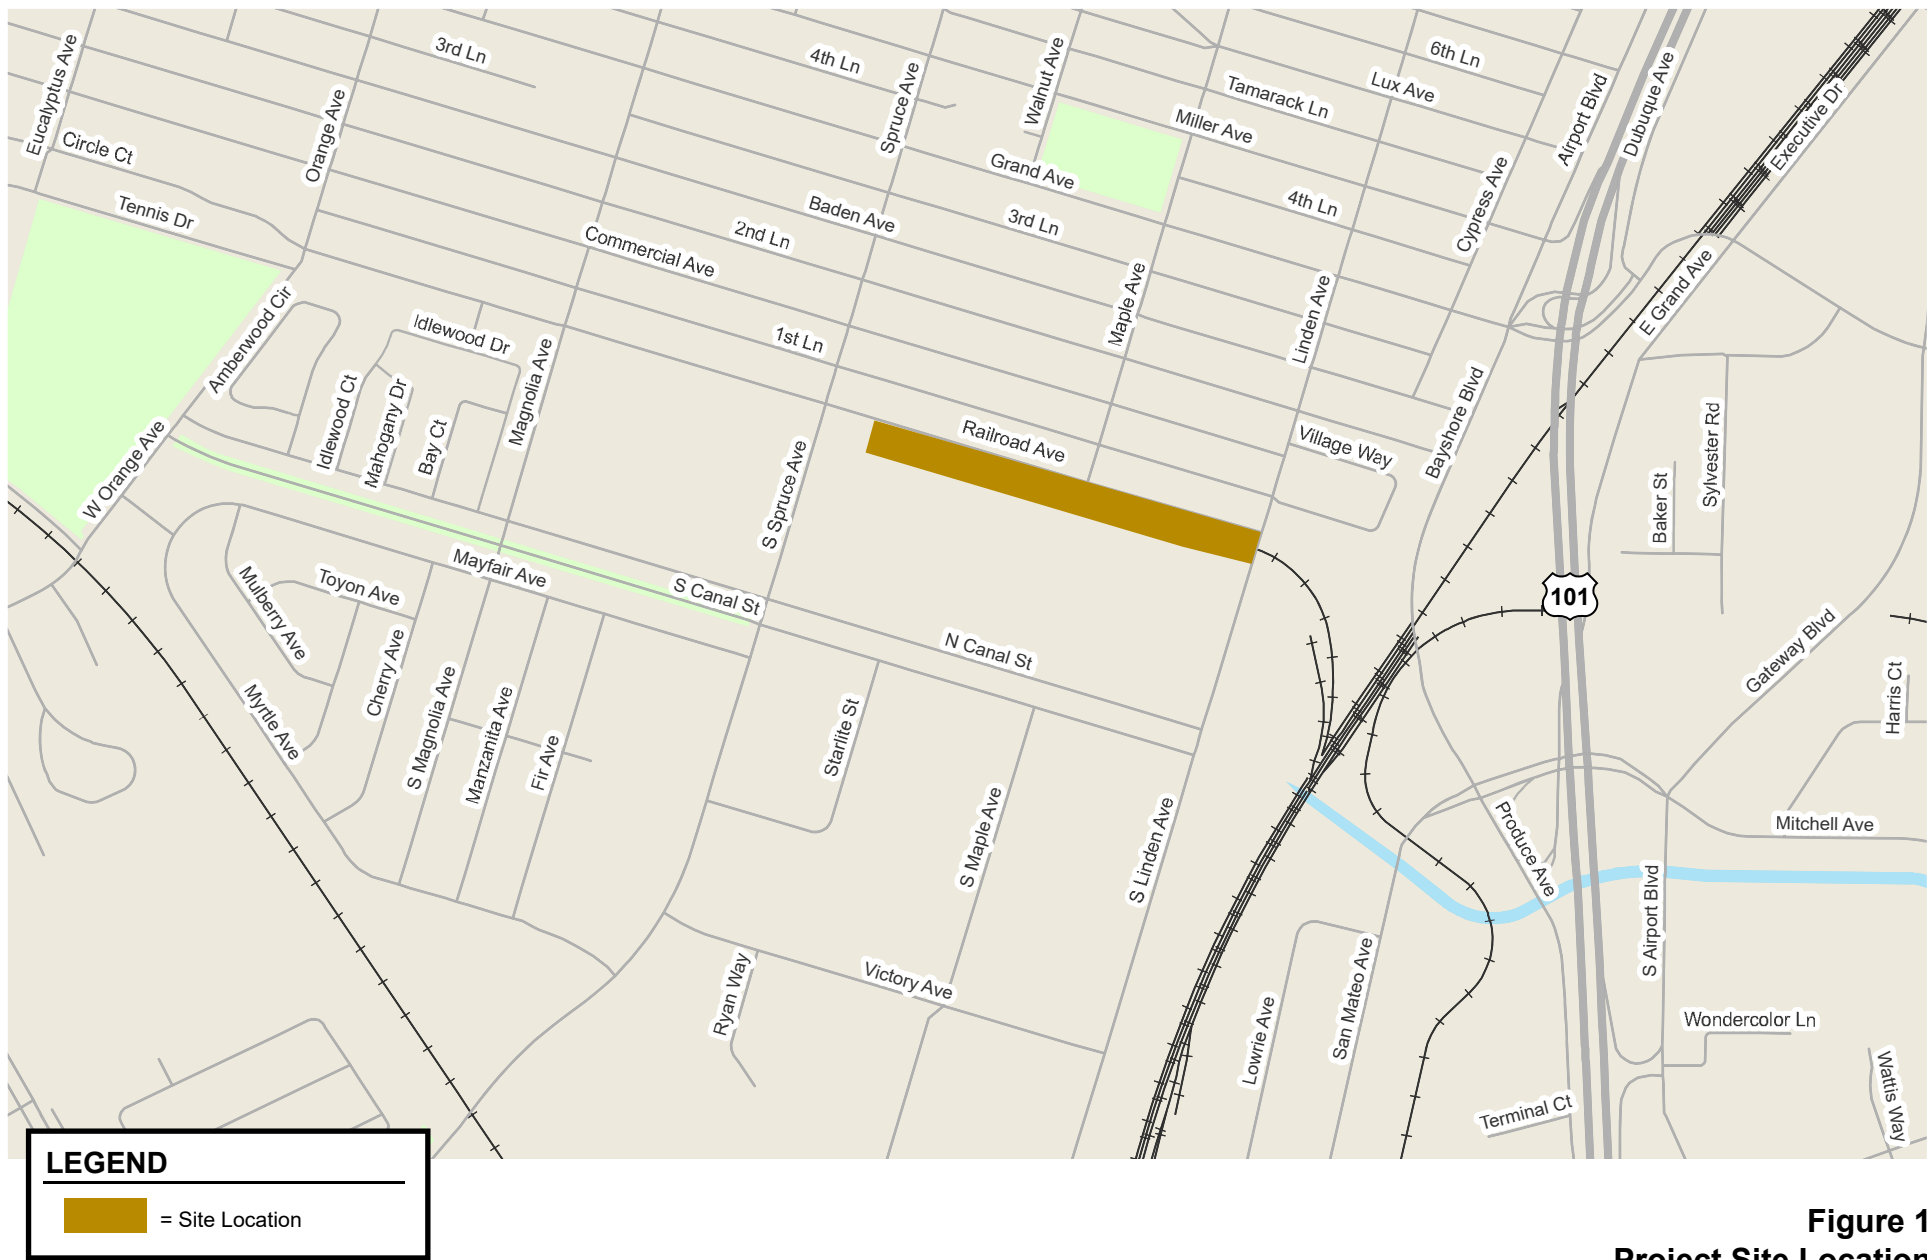 Eucalyptus Ave
3rd Ln
4th Ln
Spruce Ave
Walnut Ave
6th Ln
Lux Ave
Tamarack Ln
Miller Ave
Airport Blvd
Dubuque Ave
E Executive Dr
Circle Ct
Orange Ave
Grand Ave
4th Ln
Cypress Ave
Tennis Dr
Baden Ave
3rd Ln
2nd Ln
Commercial Ave
E Grand Ave
Maple Ave
Linden Ave
Amberwood Cir
Idlewood Dr
1st Ln
Magnolia Ave
Idlewood Ct
Mahogany Dr
Bay Ct
Railroad Ave
Village Way
Bayshore Blvd
Sylvester Rd
Baker St
W Orange Ave
S Spruce Ave
Mayfair Ave
S Canal St
101
Toyon Ave
Mulberry Ave
Cherry Ave
N Canal St
Gateway Blvd
Harris Ct
Myrtle Ave
S Magnolia Ave
Manzanita Ave
Fir Ave
Starlite St
S Maple Ave
S Linden Ave
Produce Ave
Mitchell Ave
S Airport Blvd
Victory Ave
Ryan Way
Lowrie Ave
San Mateo Ave
Wondercolor Ln
Terminal Ct
Wattis Way
LEGEND
= Site Location
Figure 1
Project Site Location